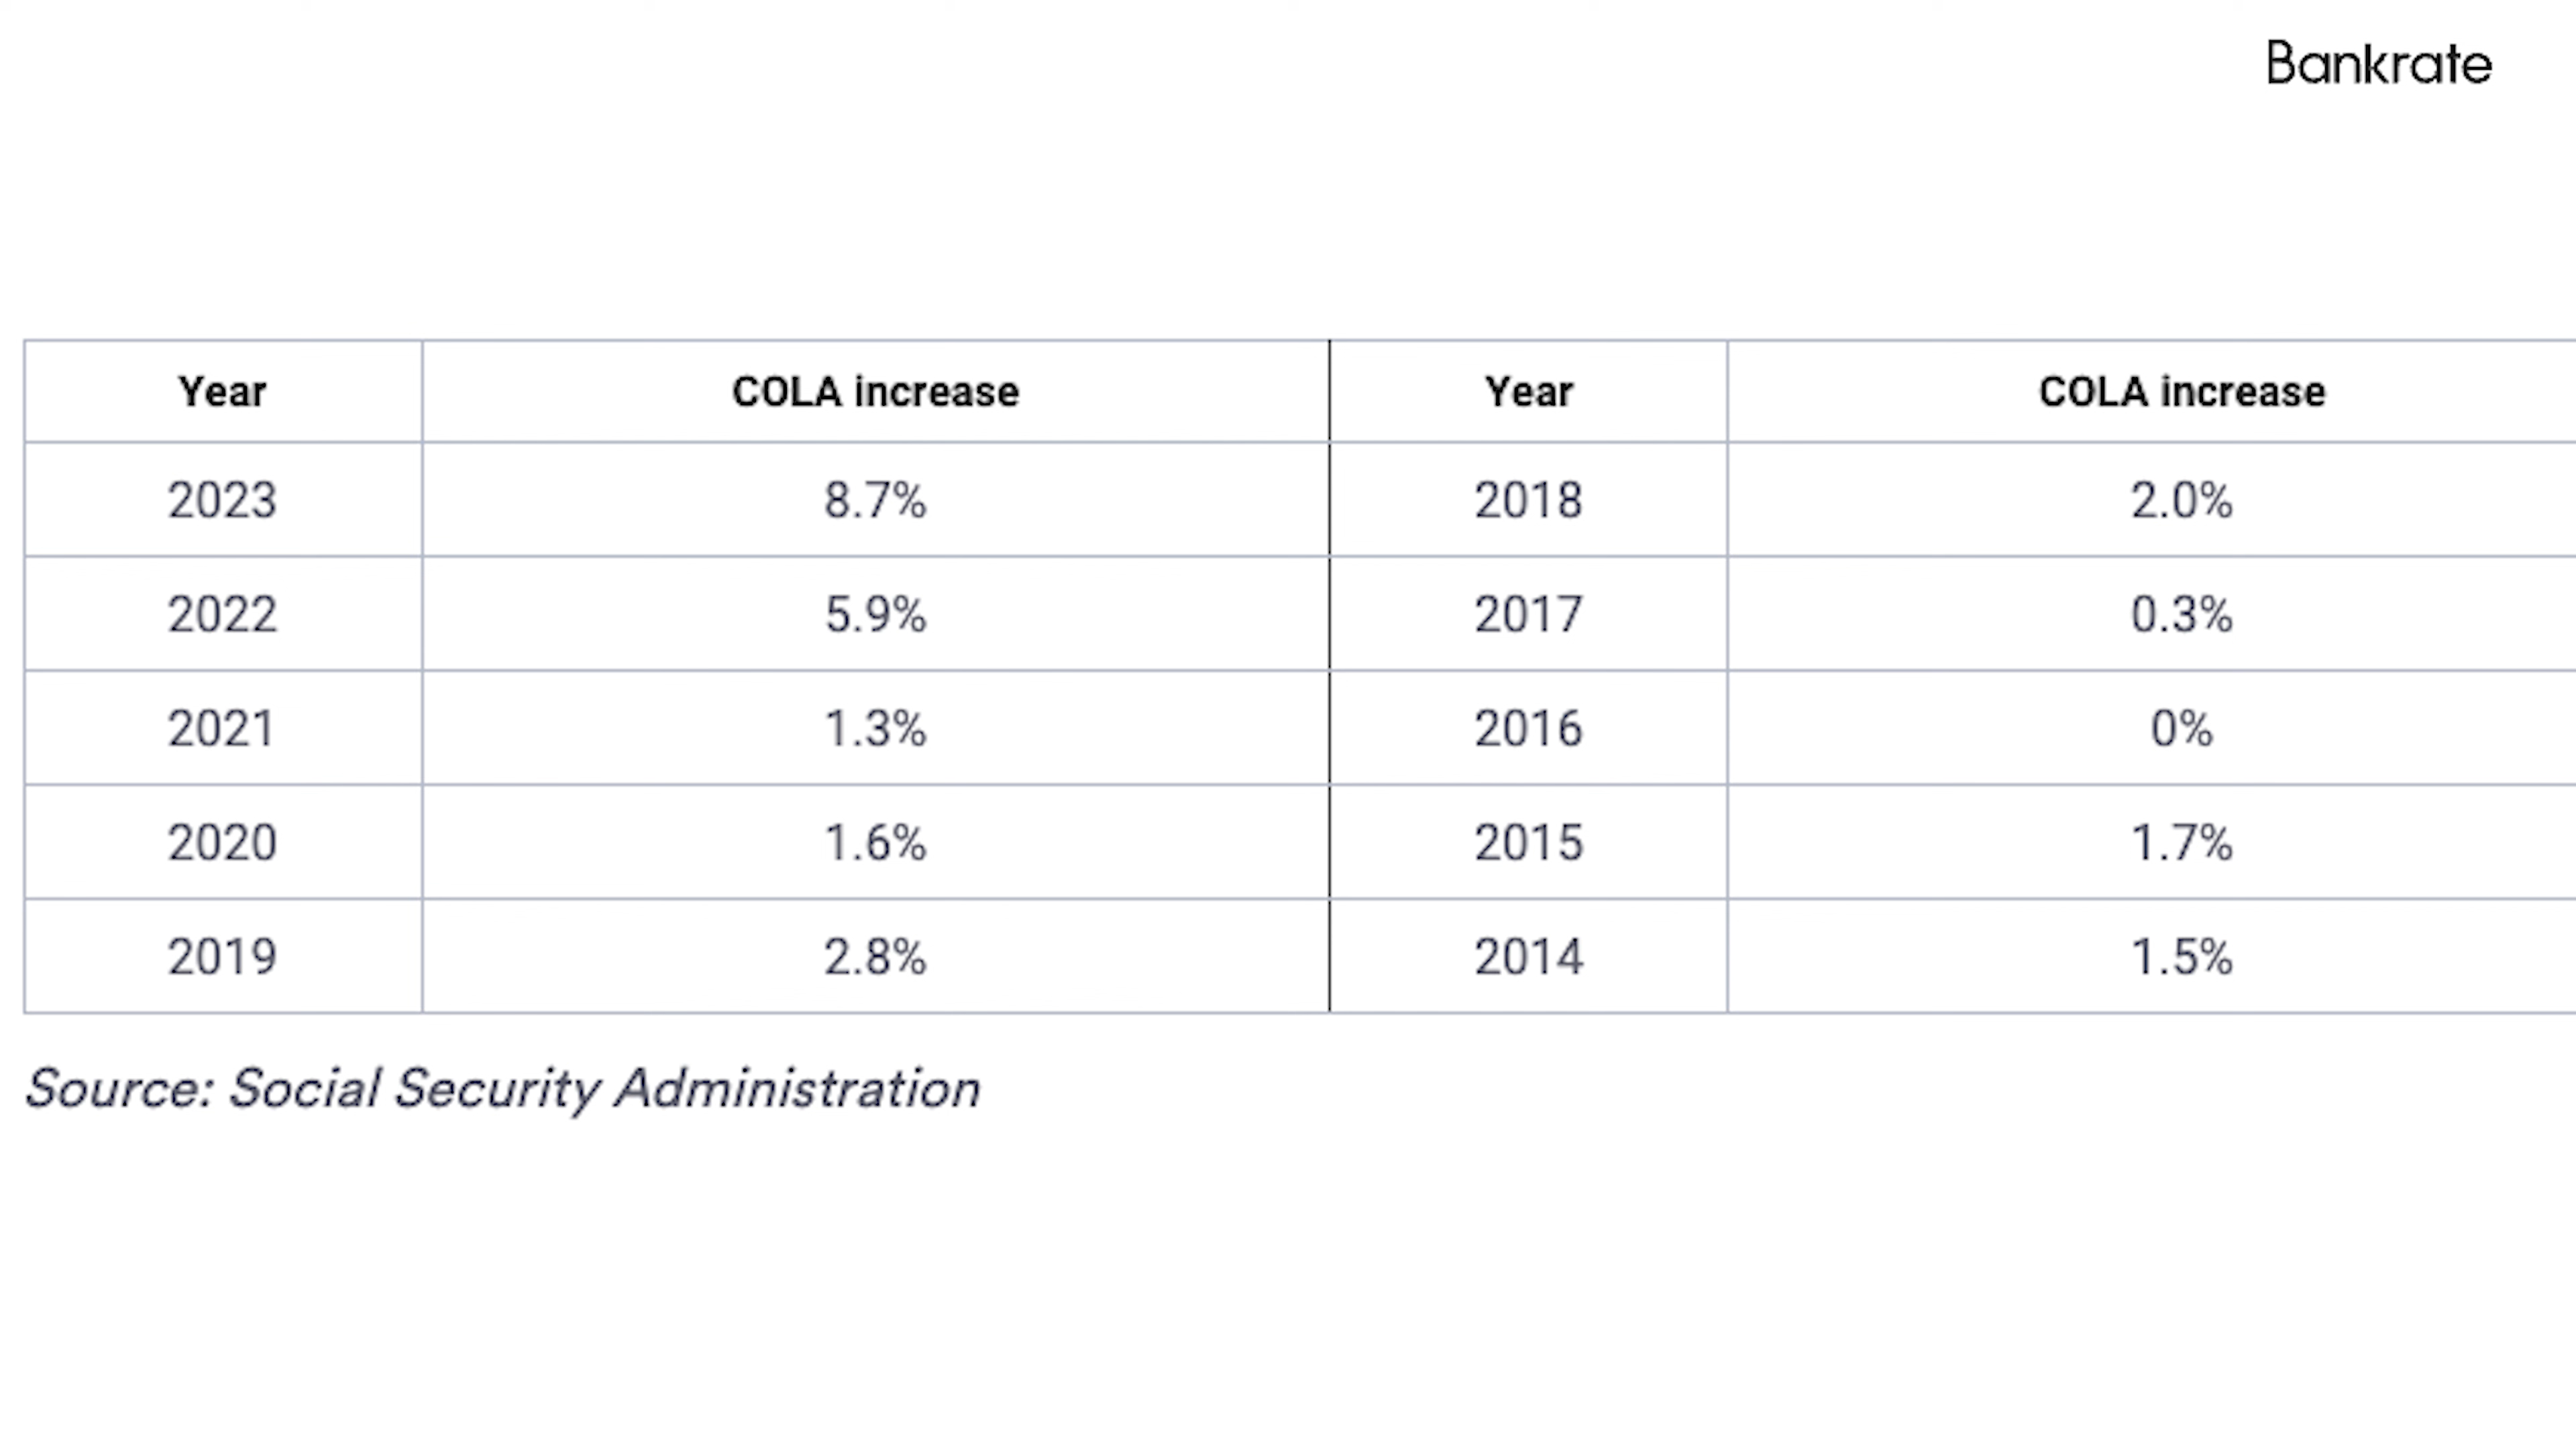 Bankrate
Year COLA increase Year COLA increase
2023 8.7% 2018 2.0%
2022 5.9% 2017 0.3%
2021 1.3% 2016 0%
2020 1.6% 2015 1.7%
2019 2.8% 2014 1.5%
Source: Social Security Administration